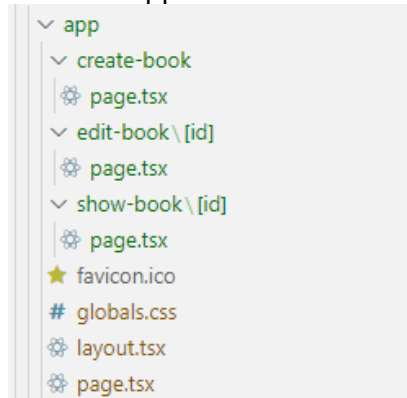 app
create-book
page.tsx
edit-book\[id]
page.tsx
show-book\[id]
page.tsx
favicon.ico
# globals.css
layout.tsx
page.tsx